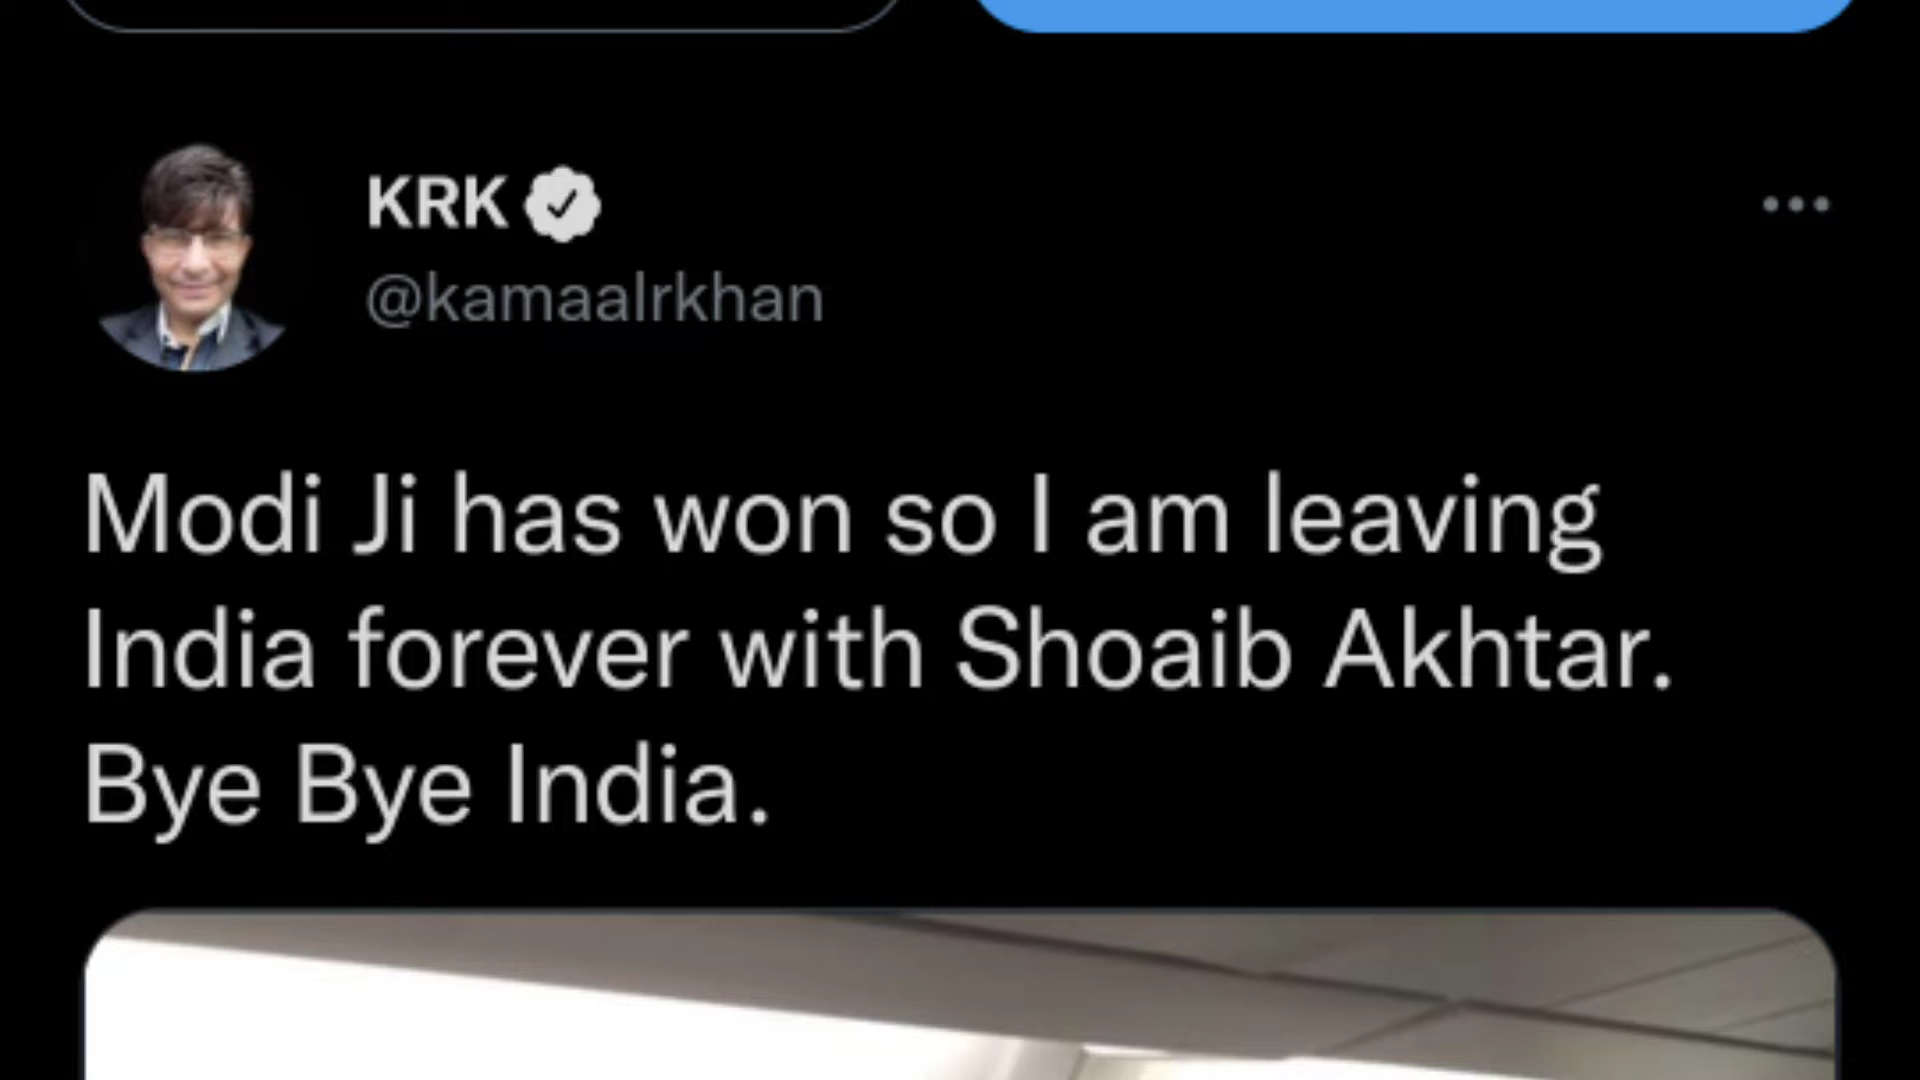 KRK
@kamaalrkhan
Modi Ji has won so I am leaving
India forever with Shoaib Akhtar.
Bye Bye India.